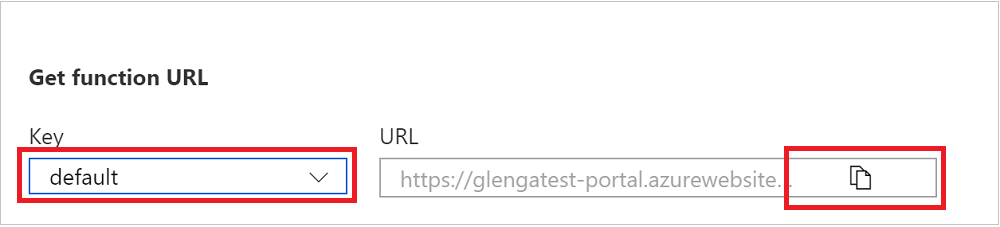 Get function URL
Key URL
default https://glengatest-portal.azurewebsite...